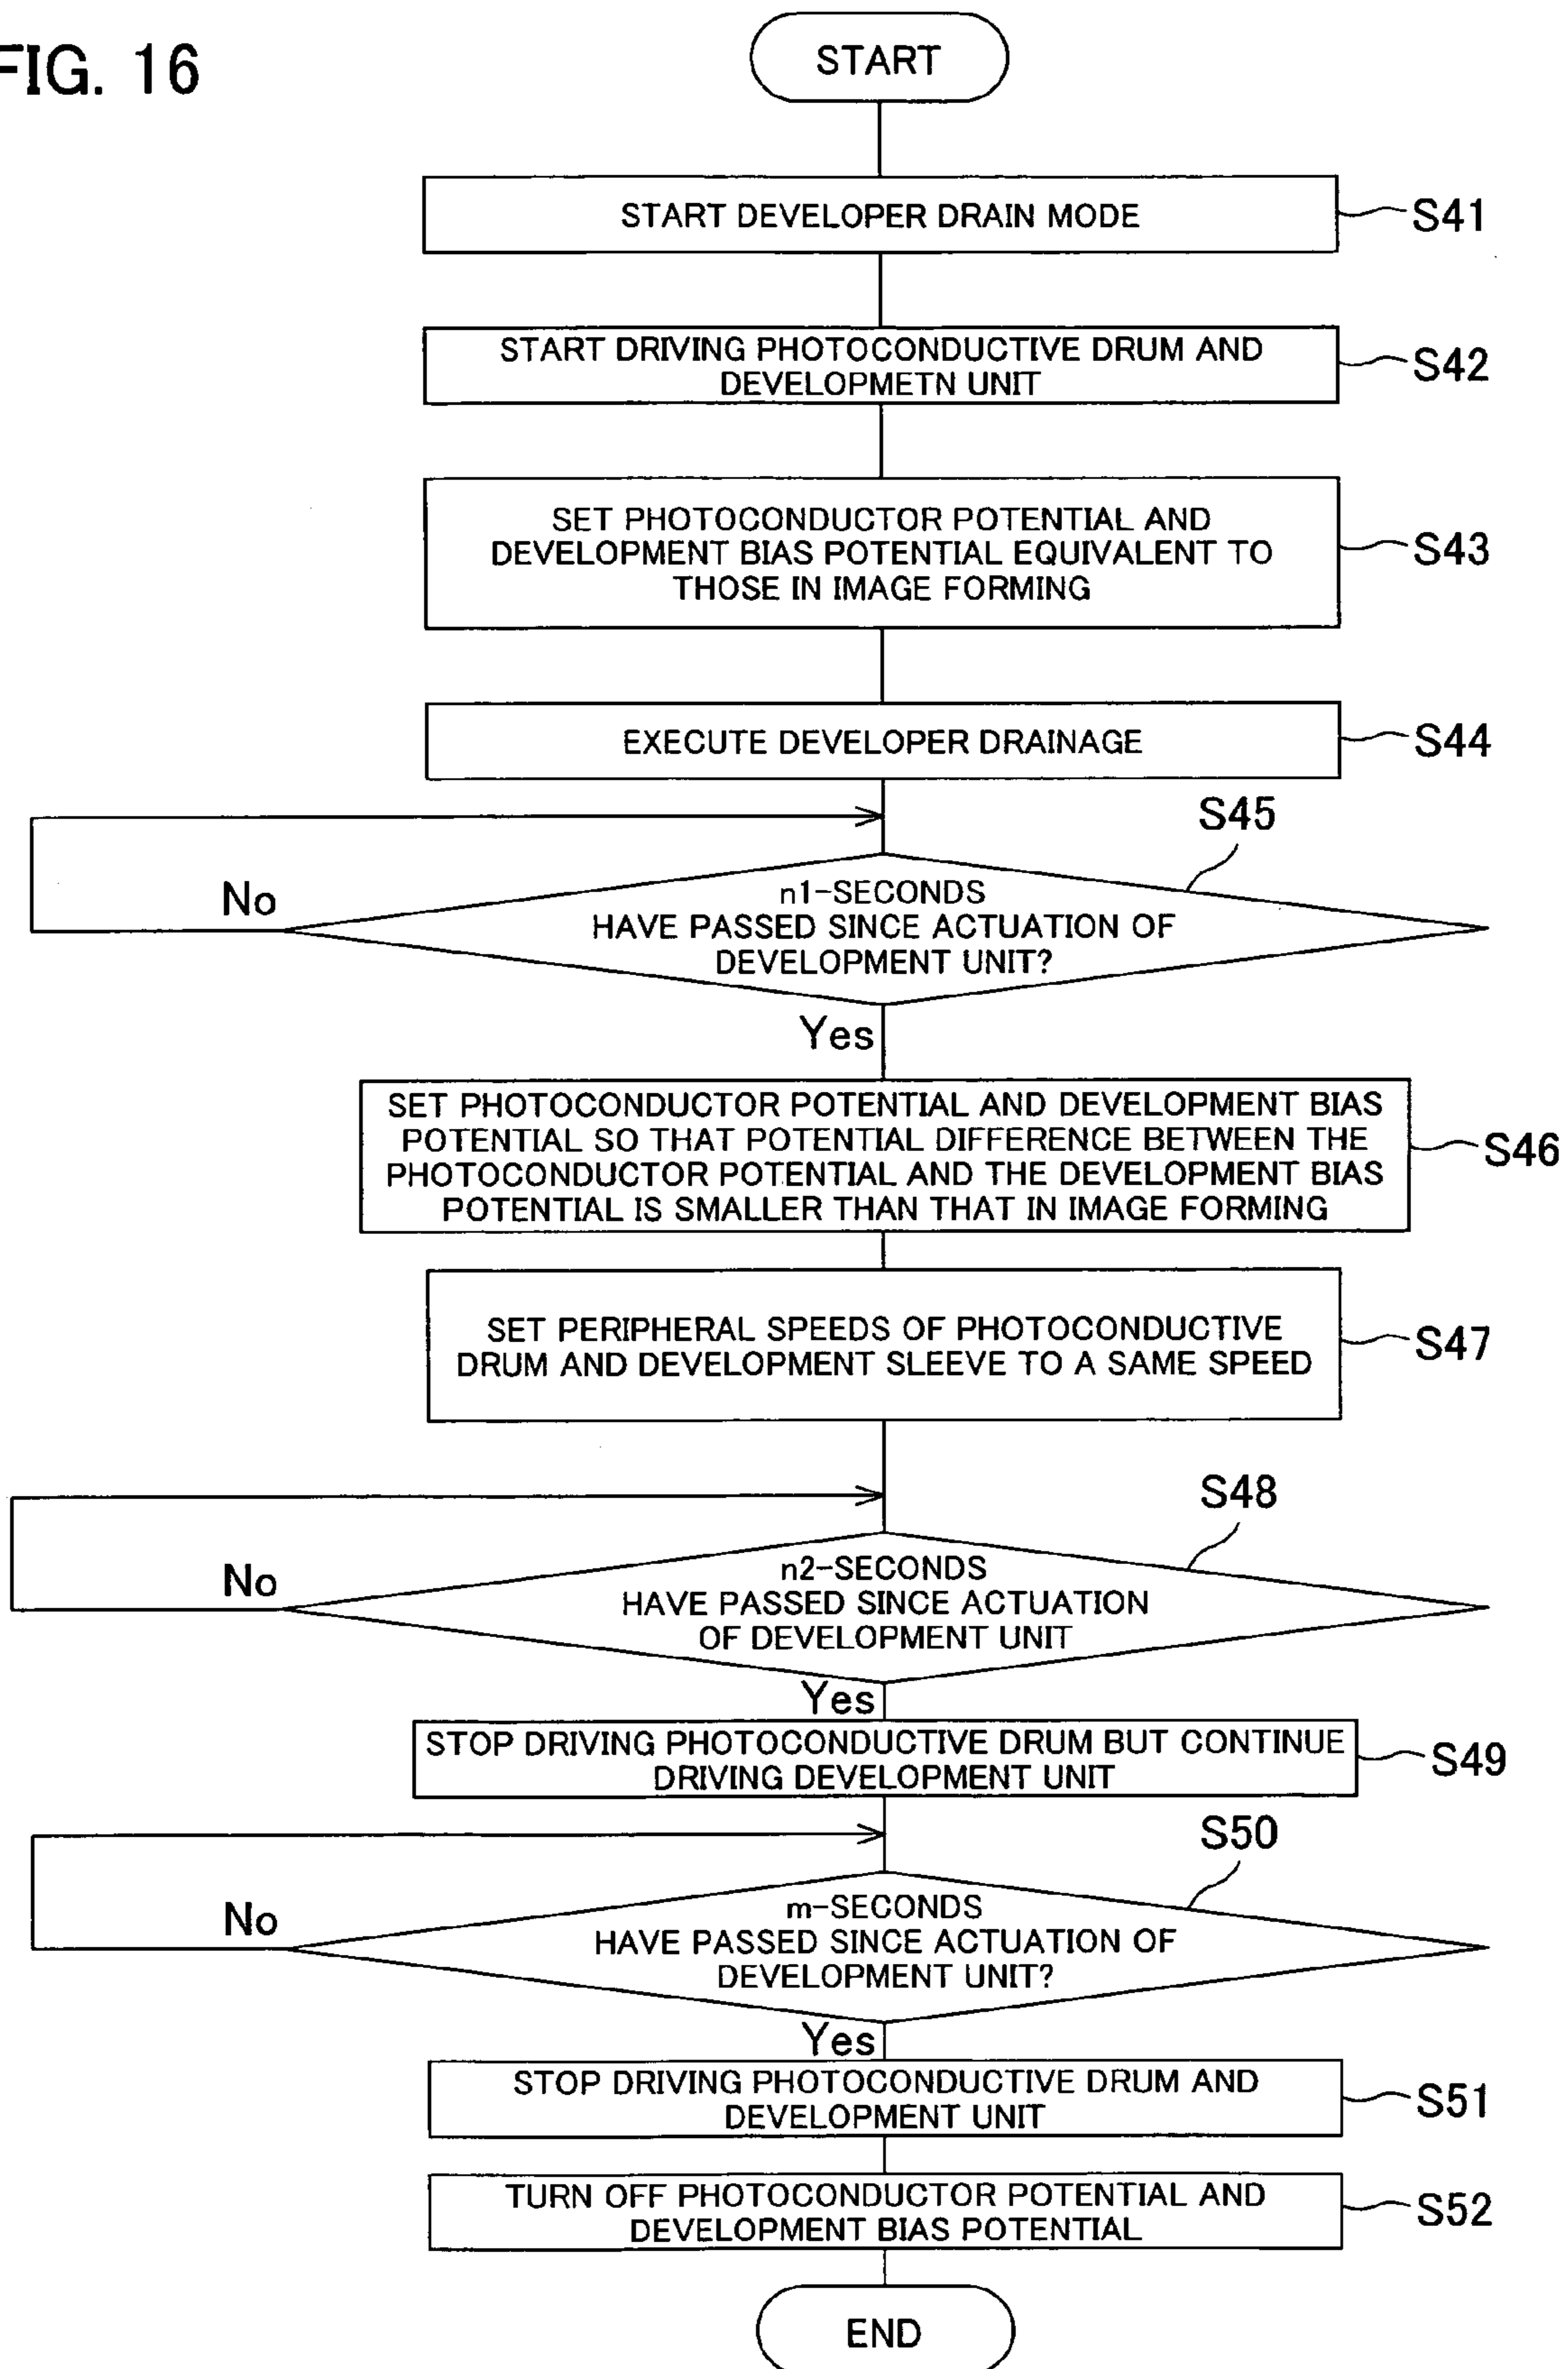 FIG. 16
START
START DEVELOPER DRAIN MODE
S41
START DRIVING PHOTOCONDUCTIVE DRUM AND
DEVELOPMETN UNIT
S42
SET PHOTOCONDUCTOR POTENTIAL AND
DEVELOPMENT BIAS POTENTIAL EQUIVALENT TO
THOSE IN IMAGE FORMING
S43
EXECUTE DEVELOPER DRAINAGE
S44
S45
n1-SECONDS
HAVE PASSED SINCE ACTUATION OF
DEVELOPMENT UNIT?
No
Yes
SET PHOTOCONDUCTOR POTENTIAL AND DEVELOPMENT BIAS
POTENTIAL SO THAT POTENTIAL DIFFERENCE BETWEEN THE
PHOTOCONDUCTOR POTENTIAL AND THE DEVELOPMENT BIAS
POTENTIAL IS SMALLER THAN THAT IN IMAGE FORMING
S46
SET PERIPHERAL SPEEDS OF PHOTOCONDUCTIVE
DRUM AND DEVELOPMENT SLEEVE TO A SAME SPEED
S47
S48
n2-SECONDS
HAVE PASSED SINCE ACTUATION
OF DEVELOPMENT UNIT
No
Yes
STOP DRIVING PHOTOCONDUCTIVE DRUM BUT CONTINUE
DRIVING DEVELOPMENT UNIT
S49
S50
m-SECONDS
HAVE PASSED SINCE ACTUATION OF
DEVELOPMENT UNIT?
No
Yes
STOP DRIVING PHOTOCONDUCTIVE DRUM AND
DEVELOPMENT UNIT
S51
TURN OFF PHOTOCONDUCTOR POTENTIAL AND
DEVELOPMENT BIAS POTENTIAL
S52
END